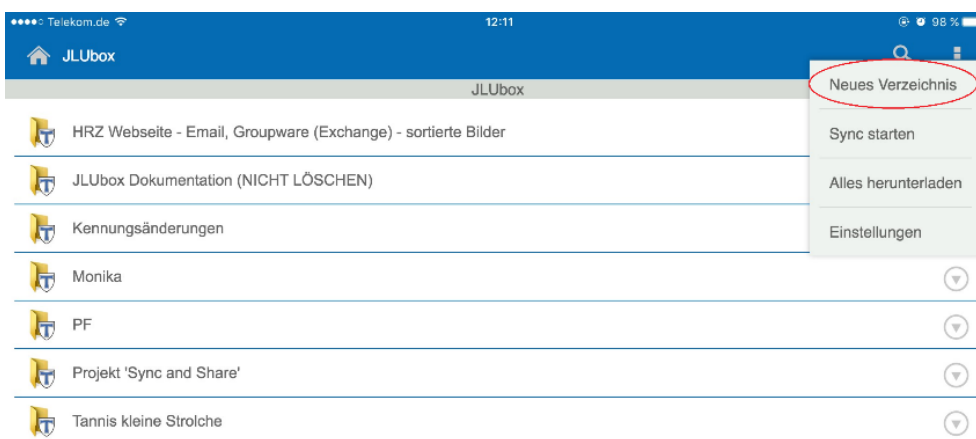 Telekom.de 12:11 98 %
JLUbox
JLUbox
Neues Verzeichnis
HRZ Webseite - Email, Groupware (Exchange) - sortierte Bilder
Sync starten
JLUbox Dokumentation (NICHT LÖSCHEN)
Alles herunterladen
Kennungsänderungen
Einstellungen
Monika
PF
Projekt 'Sync and Share'
Tannis kleine Strolche